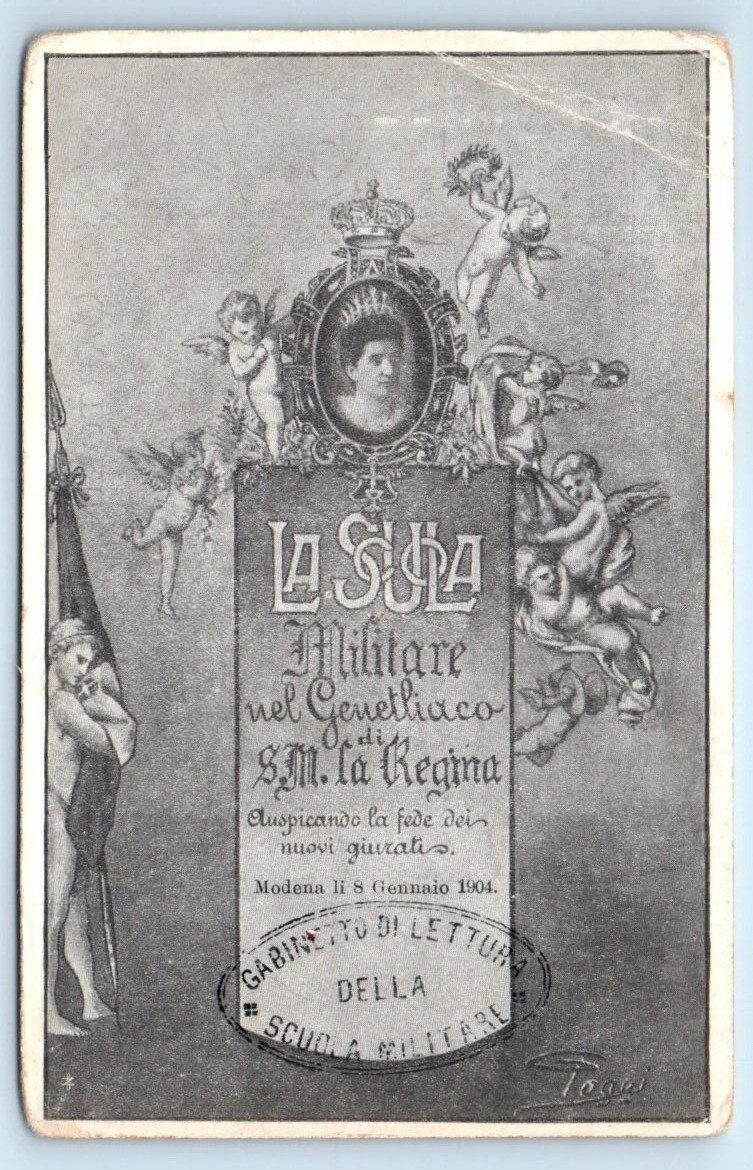 LA SCUOLA
Militare
nel Genetliaco
di
S.M. la Regina
Auspicando la fede dei
nuovi giurati.
Modena li 8 Gennaio 1904.
GABINETTO DI LETTURA
DELLA
SCUOLA MILITARE